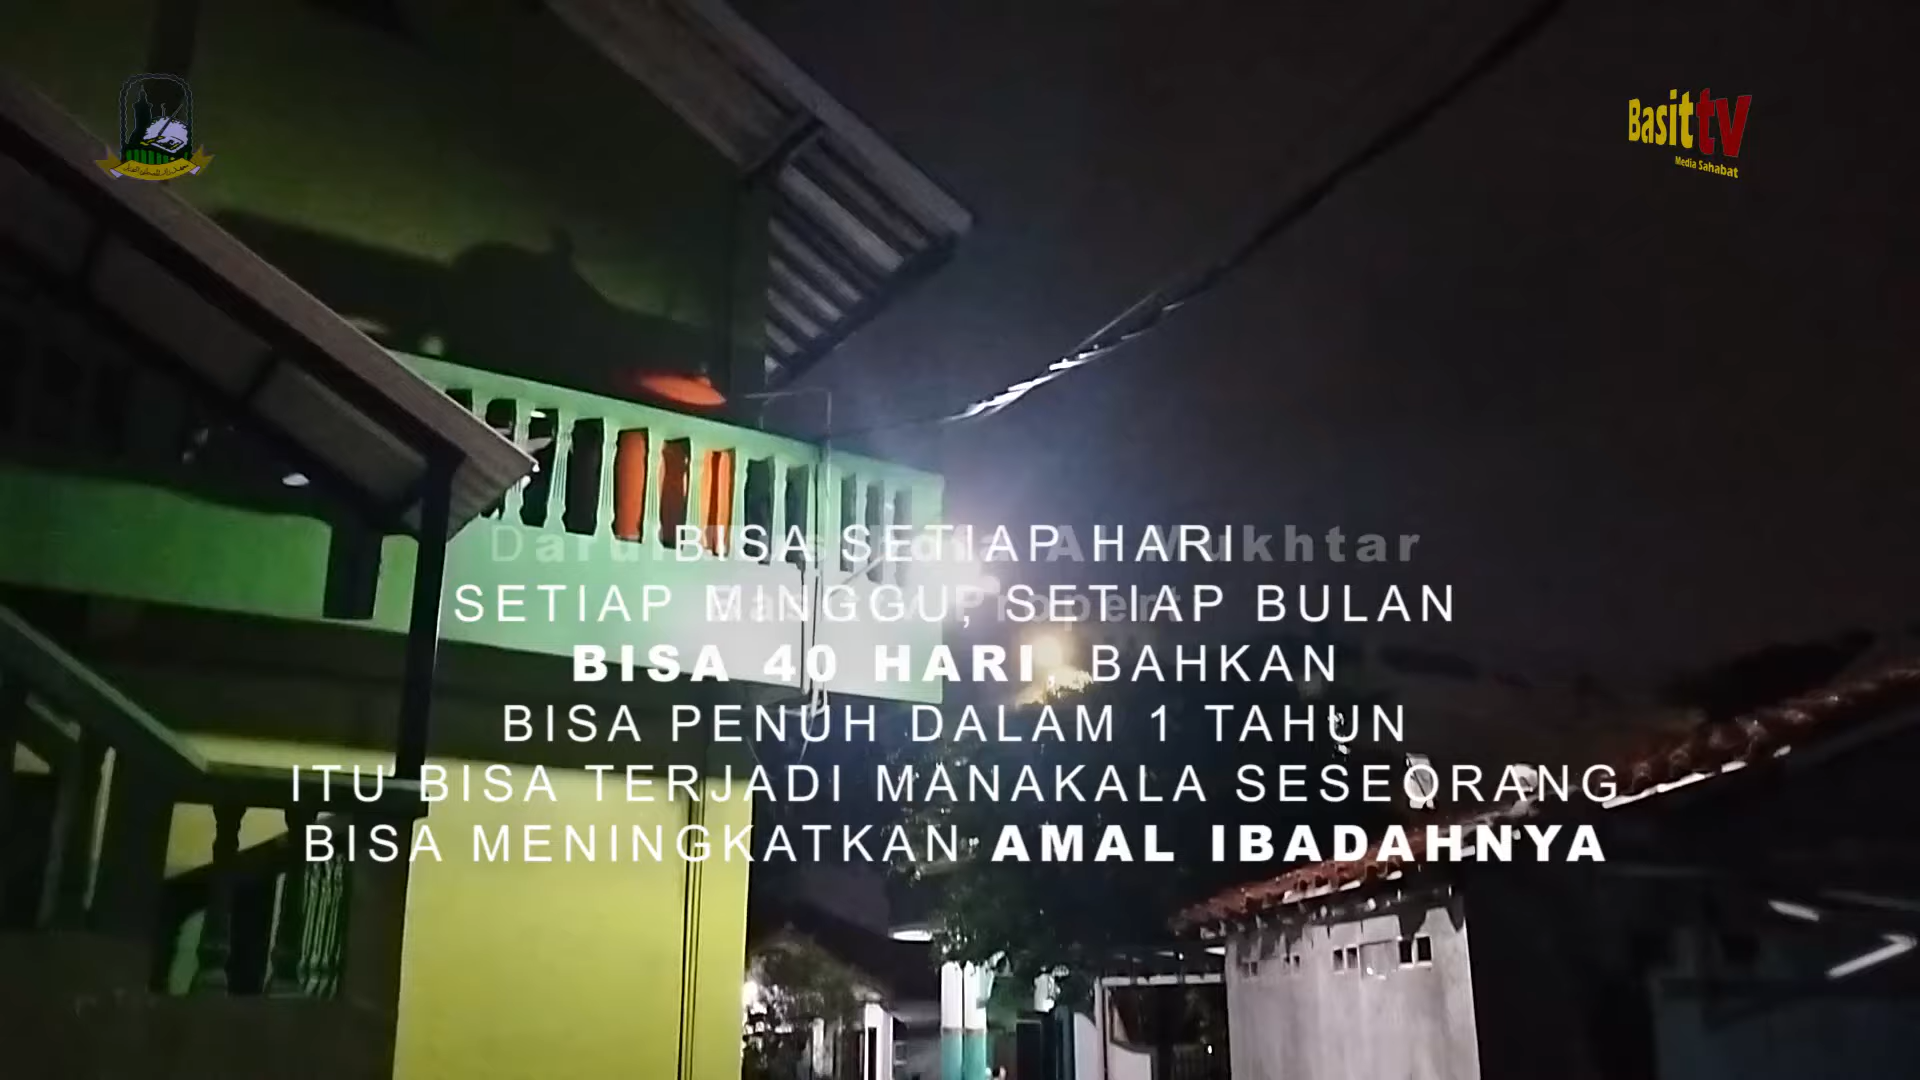 Basit tv
Media Sahabat
BISA SETIAP HARI
SETIAP MINGGU, SETIAP BULAN
BISA 40 HARI, BAHKAN
BISA PENUH DALAM 1 TAHUN
ITU BISA TERJADI MANAKALA SESEORANG
BISA MENINGKATKAN AMAL IBADAHNYA
Mukhtar